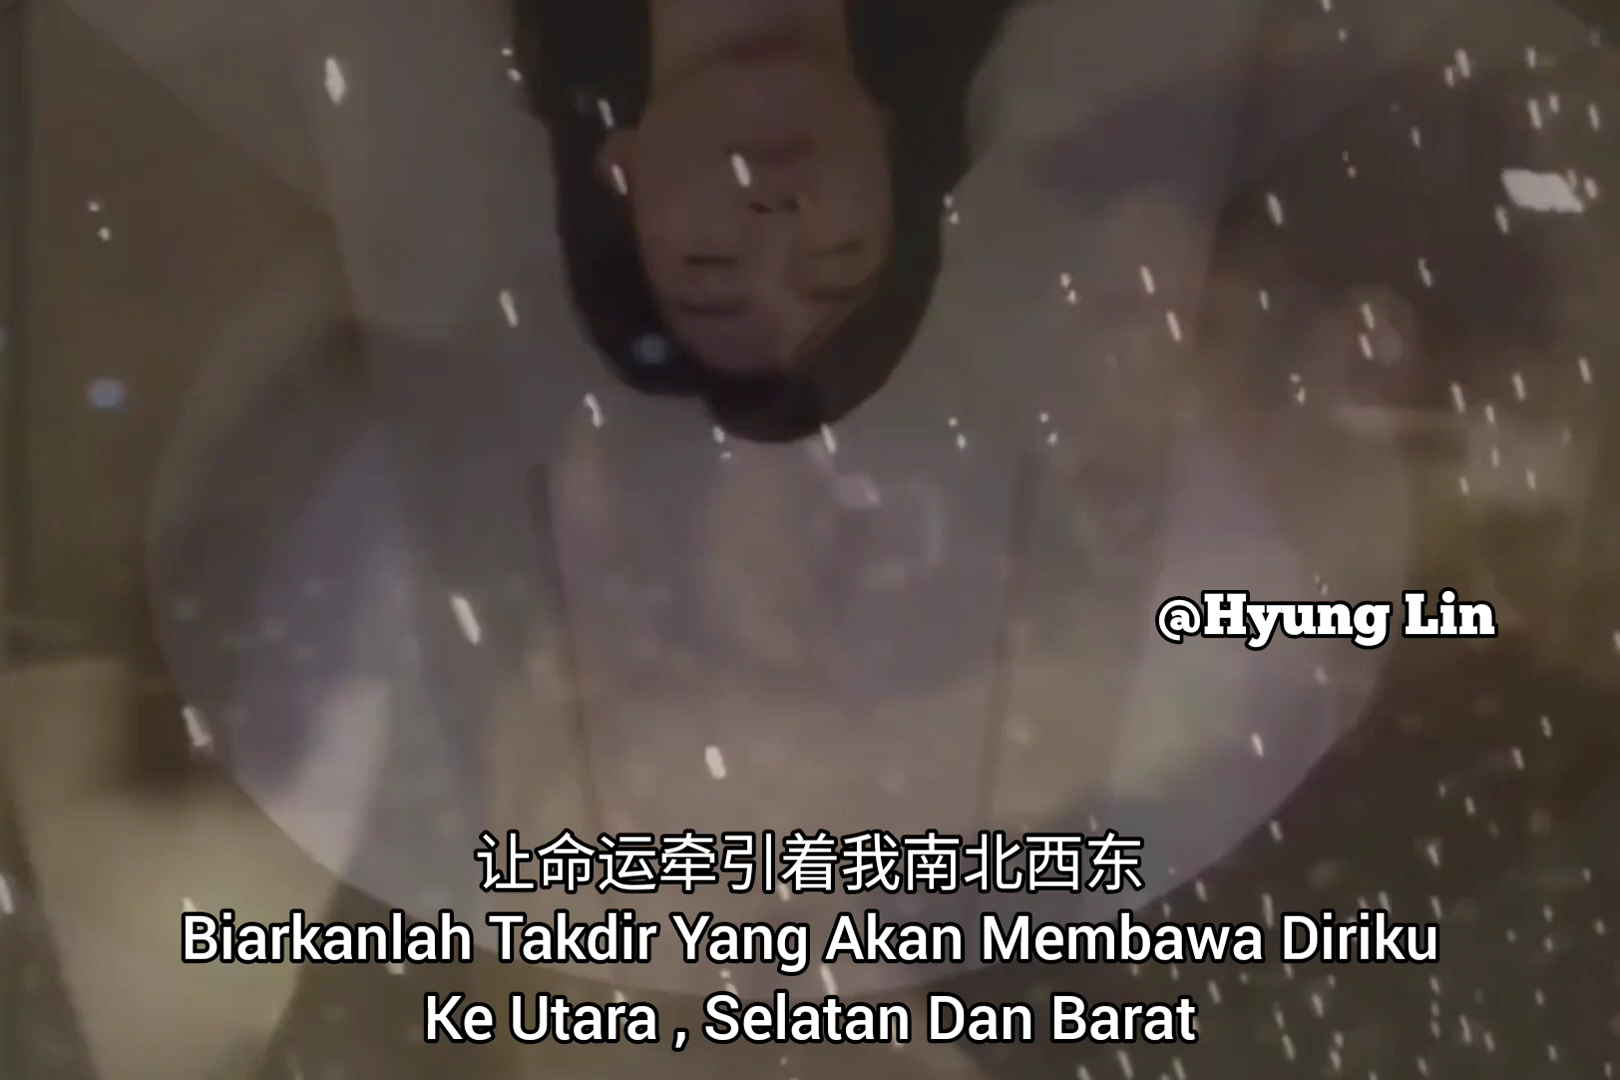 @Hyung Lin
让命运牵引着我南北西东
Biarkanlah Takdir Yang Akan Membawa Diriku
Ke Utara , Selatan Dan Barat